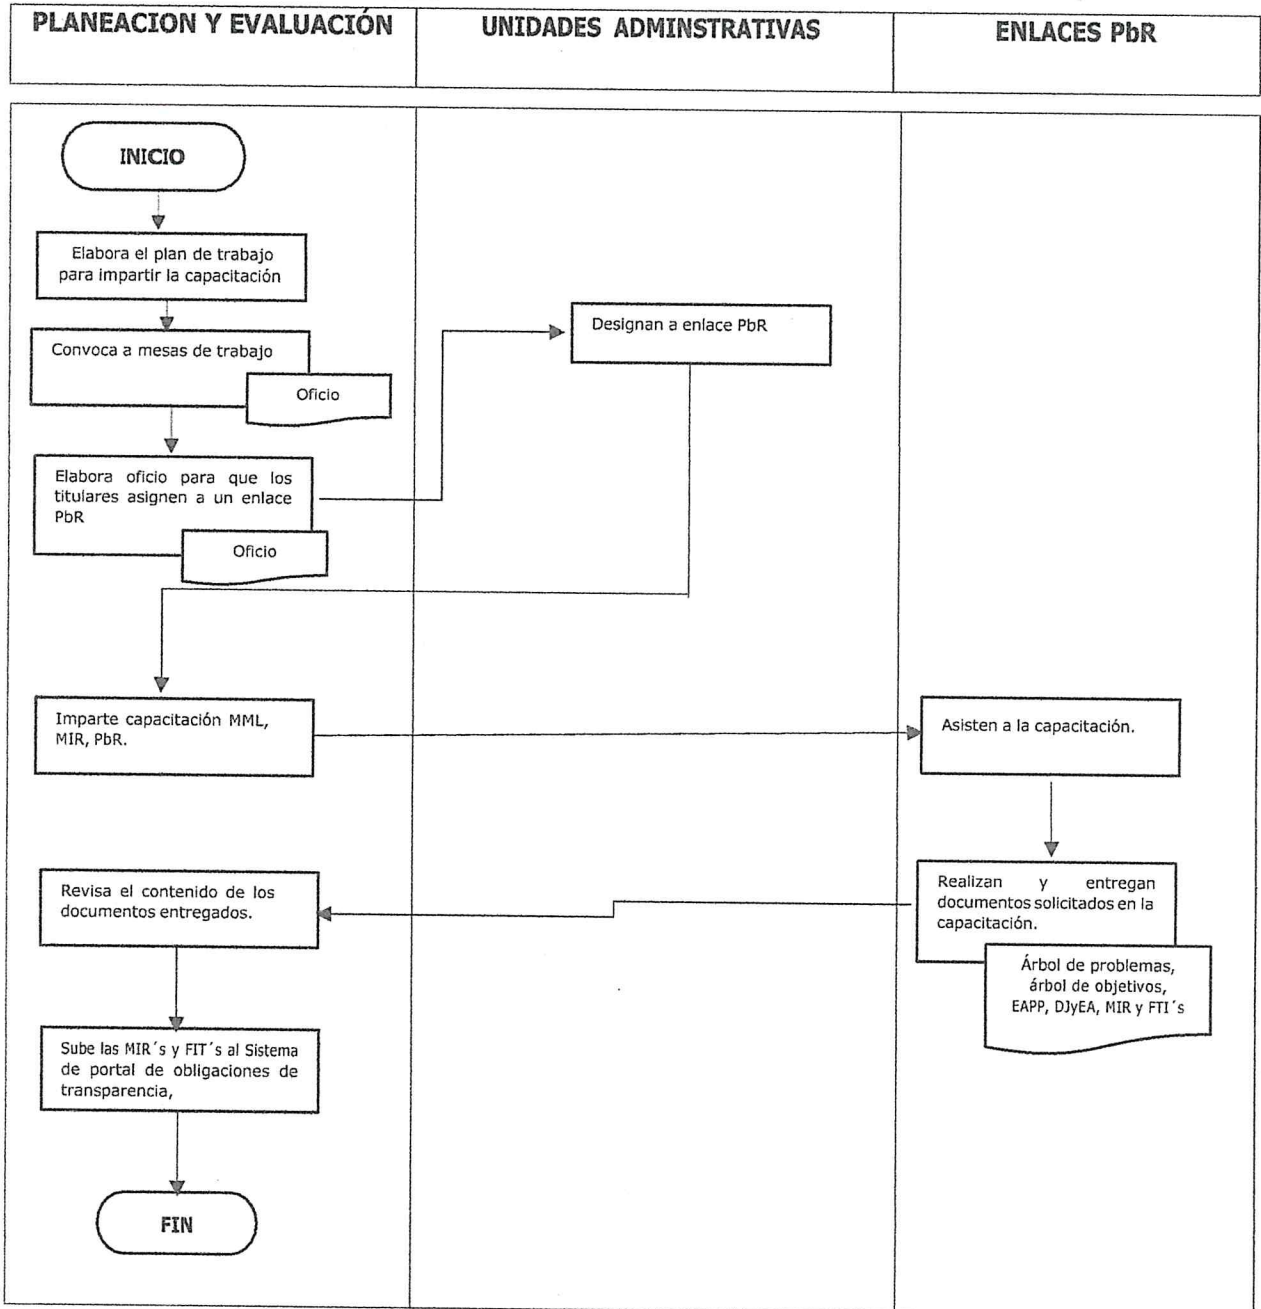 PLANEACION Y EVALUACIÓN
UNIDADES ADMINSTRATIVAS
ENLACES PbR
INICIO
Elabora el plan de trabajo
para impartir la capacitación
Convoca a mesas de trabajo
Oficio
Elabora oficio para que los
titulares asignen a un enlace
PbR
Oficio
Designan a enlace PbR
Imparte capacitación MML,
MIR, PbR.
Asisten a la capacitación.
Realizan y entregan
documentos solicitados en la
capacitación.
Árbol de problemas,
árbol de objetivos,
EAPP, DJyEA, MIR y FTI´s
Revisa el contenido de los
documentos entregados.
Sube las MIR´s y FIT´s al Sistema
de portal de obligaciones de
transparencia,
FIN